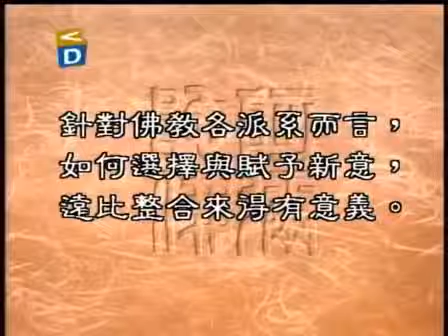 針對佛教各派系而言，
如何選擇與賦予新意，
遠比整合來得有意義。